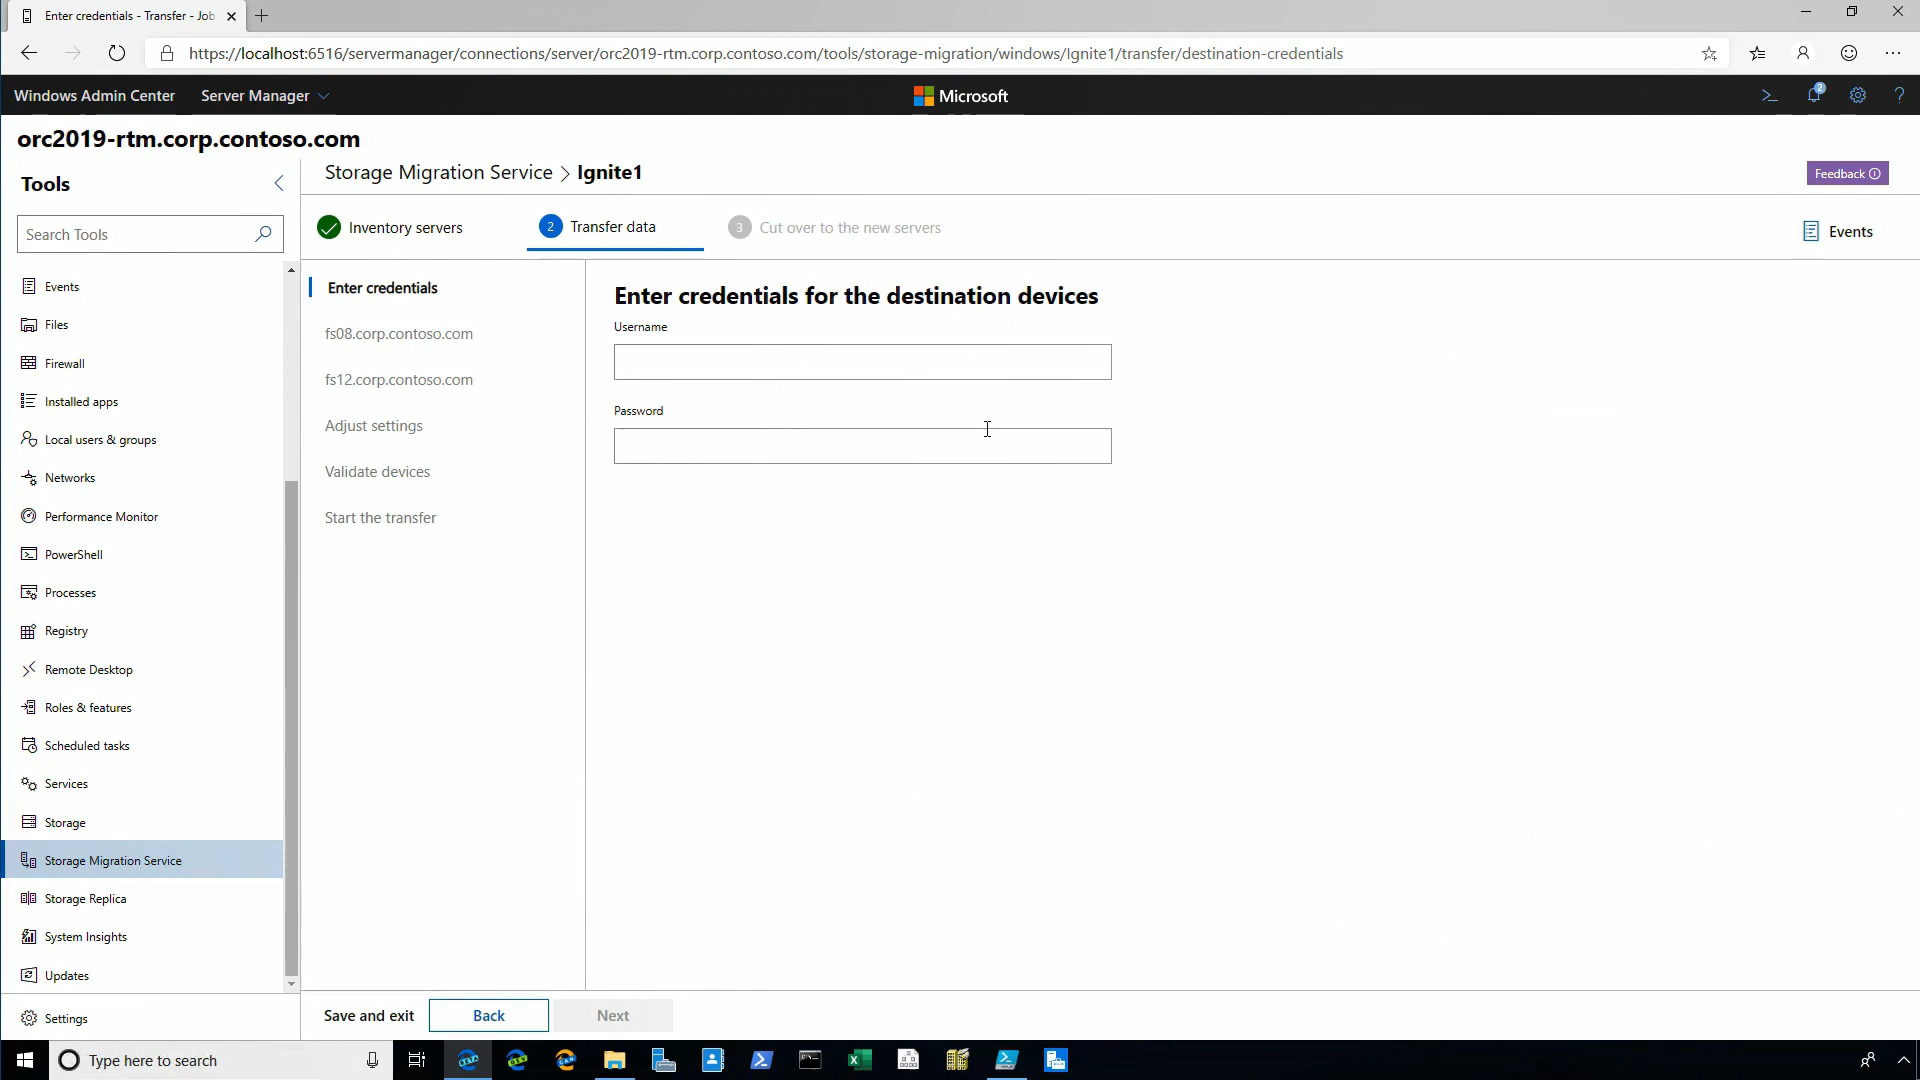 Enter credentials - Transfer - Job
https://localhost:6516/servermanager/connections/server/orc2019-rtm.corp.contoso.com/tools/storage-migration/windows/Ignite1/transfer/destination-credentials
Windows Admin Center
Server Manager
Microsoft
2
?
orc2019-rtm.corp.contoso.com
Tools
Storage Migration Service > Ignite1
Feedback
Search Tools
Inventory servers
2 Transfer data
3 Cut over to the new servers
Events
Events
Files
Firewall
Installed apps
Local users & groups
Networks
Performance Monitor
PowerShell
Processes
Registry
Remote Desktop
Roles & features
Scheduled tasks
Services
Storage
Storage Migration Service
Storage Replica
System Insights
Updates
Settings
Enter credentials
fs08.corp.contoso.com
fs12.corp.contoso.com
Adjust settings
Validate devices
Start the transfer
Enter credentials for the destination devices
Username
Password
Save and exit
Back
Next
Type here to search
BETA
DEV
CAN